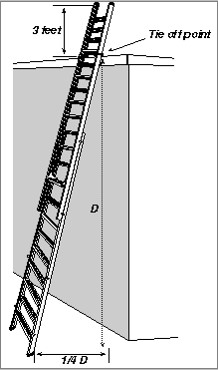 3 feet
Tie off point
D
1/4 D